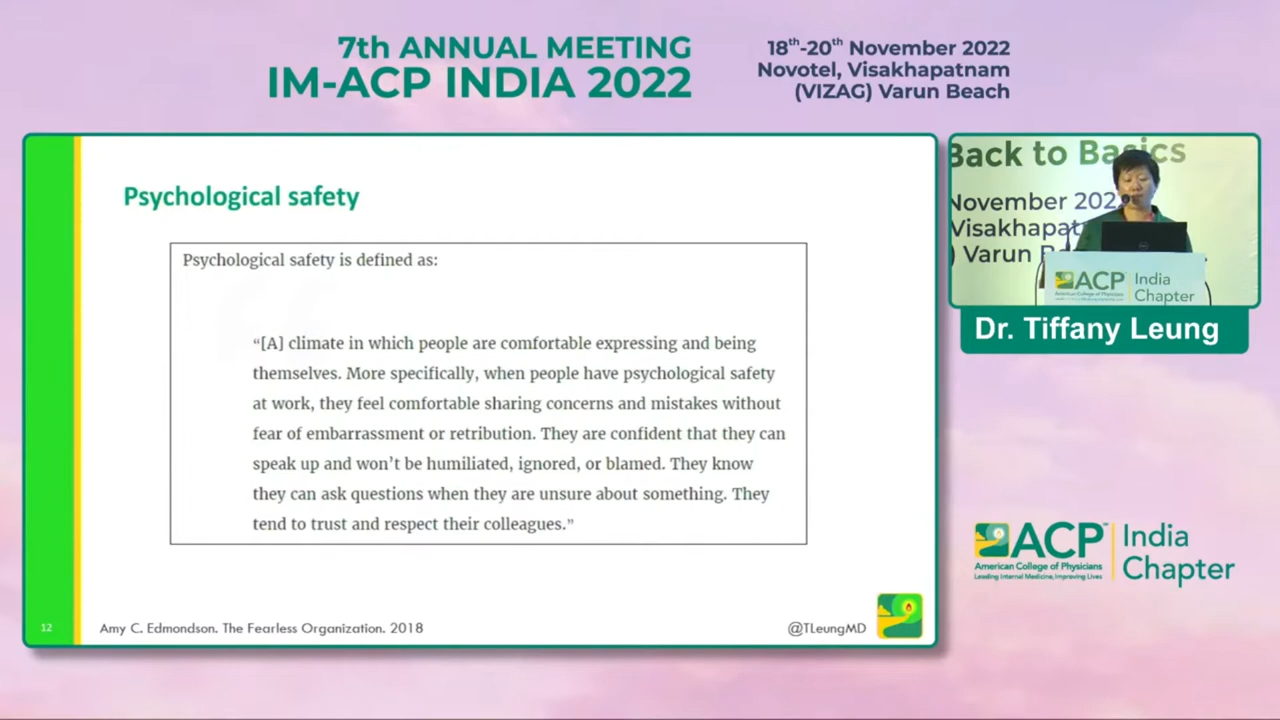 7th ANNUAL MEETING
IM-ACP INDIA 2022
18th-20th November 2022
Novotel, Visakhapatnam
(VIZAG) Varun Beach
Psychological safety
Psychological safety is defined as:
“[A] climate in which people are comfortable expressing and being
themselves. More specifically, when people have psychological safety
at work, they feel comfortable sharing concerns and mistakes without
fear of embarrassment or retribution. They are confident that they can
speak up and won’t be humiliated, ignored, or blamed. They know
they can ask questions when they are unsure about something. They
tend to trust and respect their colleagues.”
12
Amy C. Edmondson. The Fearless Organization. 2018
@TLeungMD
Back to Basics
November 202
Visakhapat
) Varun B
ACP
American College of Physicians
India
Chapter
Dr. Tiffany Leung
ACP™
American College of Physicians
Leading Internal Medicine, Improving Lives
India
Chapter